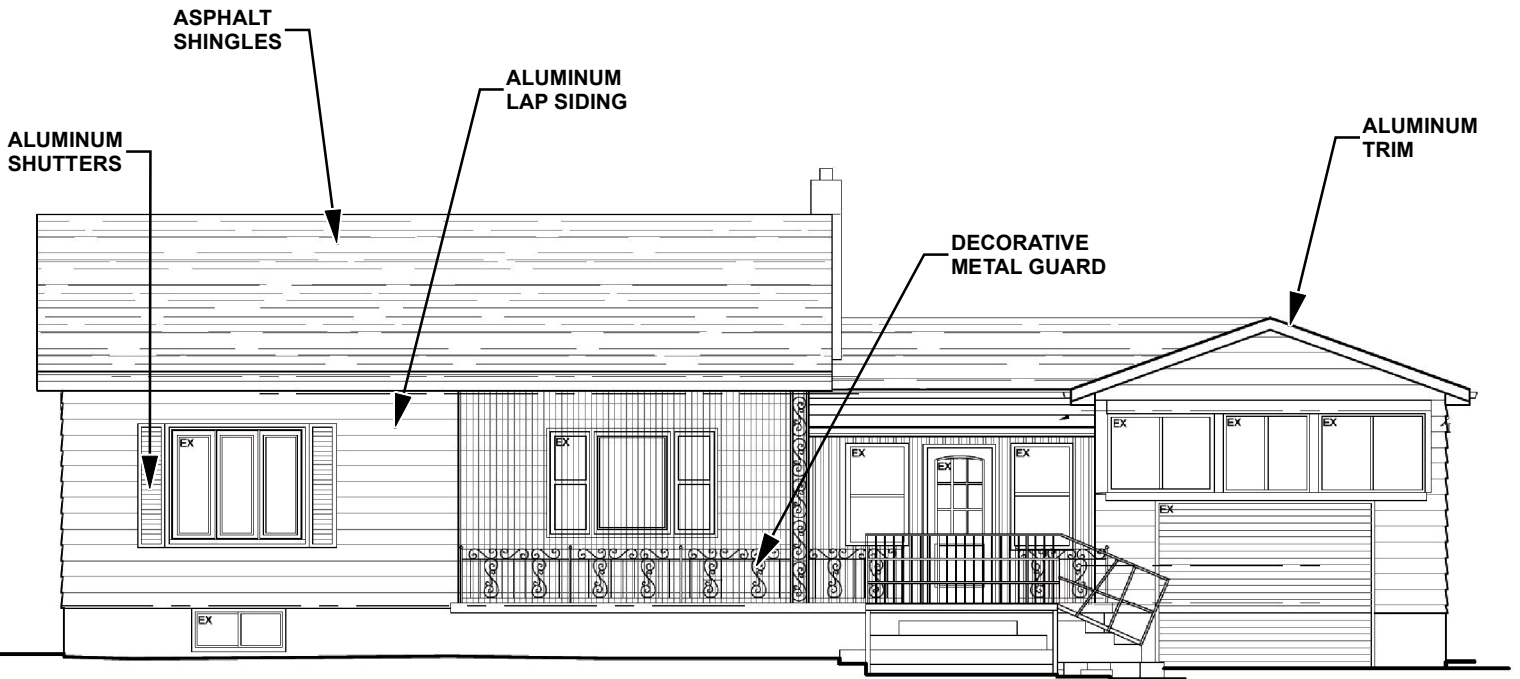 ASPHALT
SHINGLES
ALUMINUM
LAP SIDING
ALUMINUM
SHUTTERS
ALUMINUM
TRIM
DECORATIVE
METAL GUARD
EX
EX
EX
EX
EX
EX
EX
EX
EX
EX